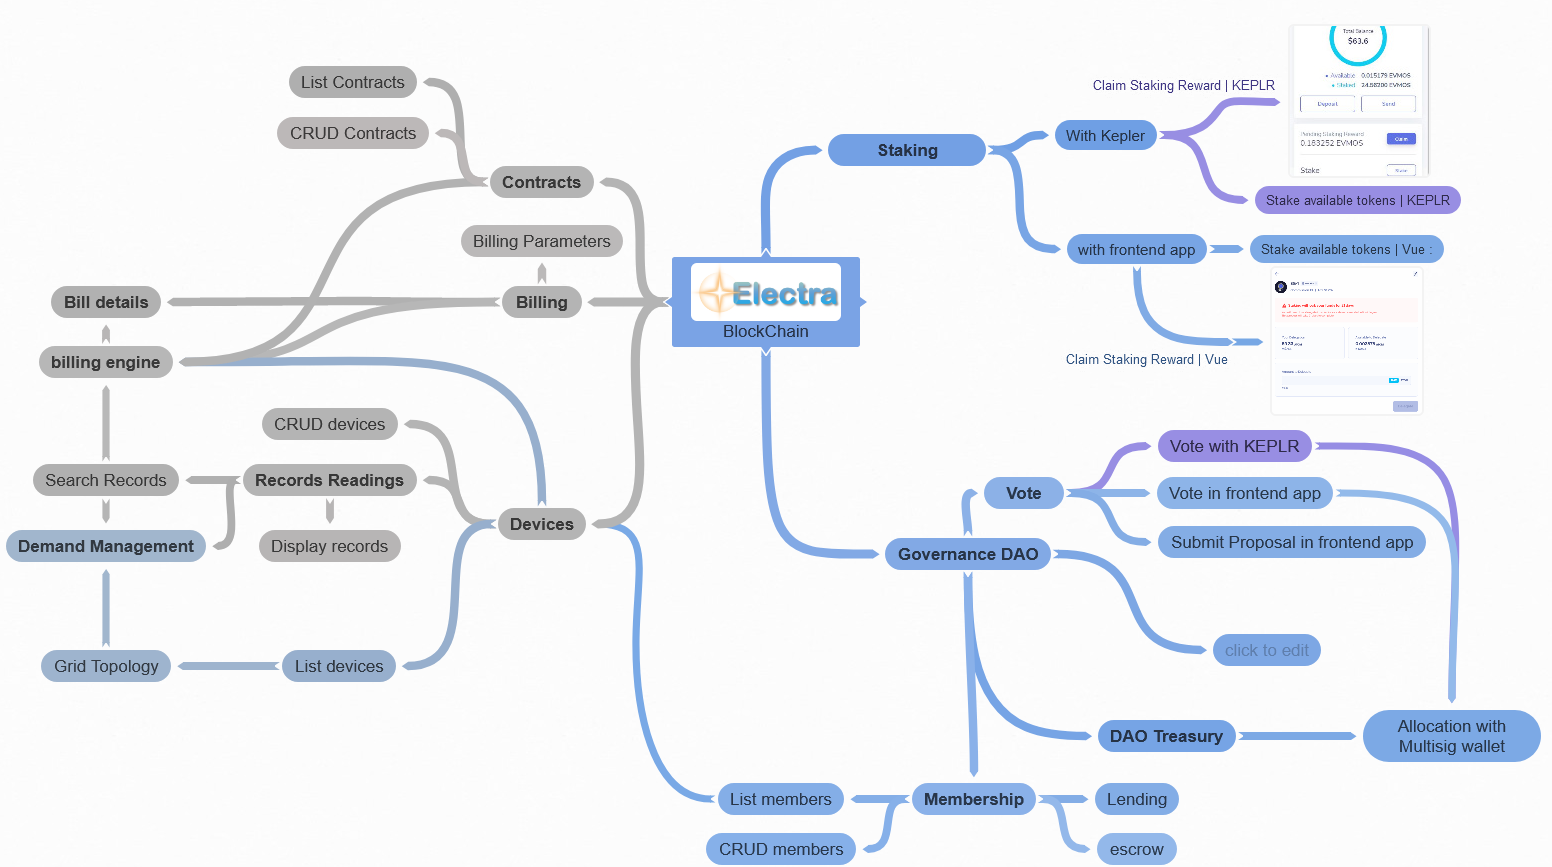 List Contracts
CRUD Contracts
Contracts
Billing Parameters
Bill details
Billing
billing engine
CRUD devices
Search Records
Records Readings
Devices
Demand Management
Display records
Grid Topology
List devices
Electra
BlockChain
Staking
With Kepler
Claim Staking Reward | KEPLR
Total Balance
$63.6
Available 0.015179 EVMOS
Staked 24.56200 EVMOS
Deposit
Send
Pending Staking Reward
0.163252 EVMOS
Claim
Stake
Stake
Stake available tokens | KEPLR
with frontend app
Stake available tokens | Vue :
Claim Staking Reward | Vue
Vote with KEPLR
Vote
Vote in frontend app
Submit Proposal in frontend app
Governance DAO
click to edit
DAO Treasury
Allocation with
Multisig wallet
List members
Membership
Lending
CRUD members
escrow